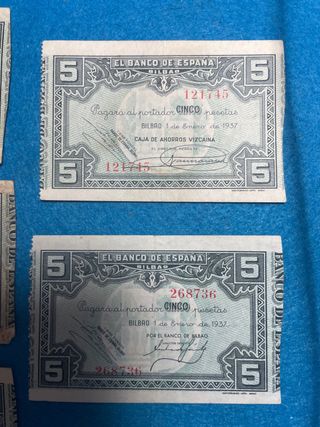 5 EL BANCO DE ESPAÑA 5
BILBAO
121745
Pagará al portador CINCO pesetas
BILBAO 1 de Enero de 1937
CAJA DE AHORROS VIZCAINA
121745
5 5
5 EL BANCO DE ESPAÑA 5
BILBAO
268736
Pagará al portador CINCO pesetas
BILBAO 1 de Enero de 1937
POR EL BANCO DE BILBAO
268736
5 5
BANCO DE ESPAÑA